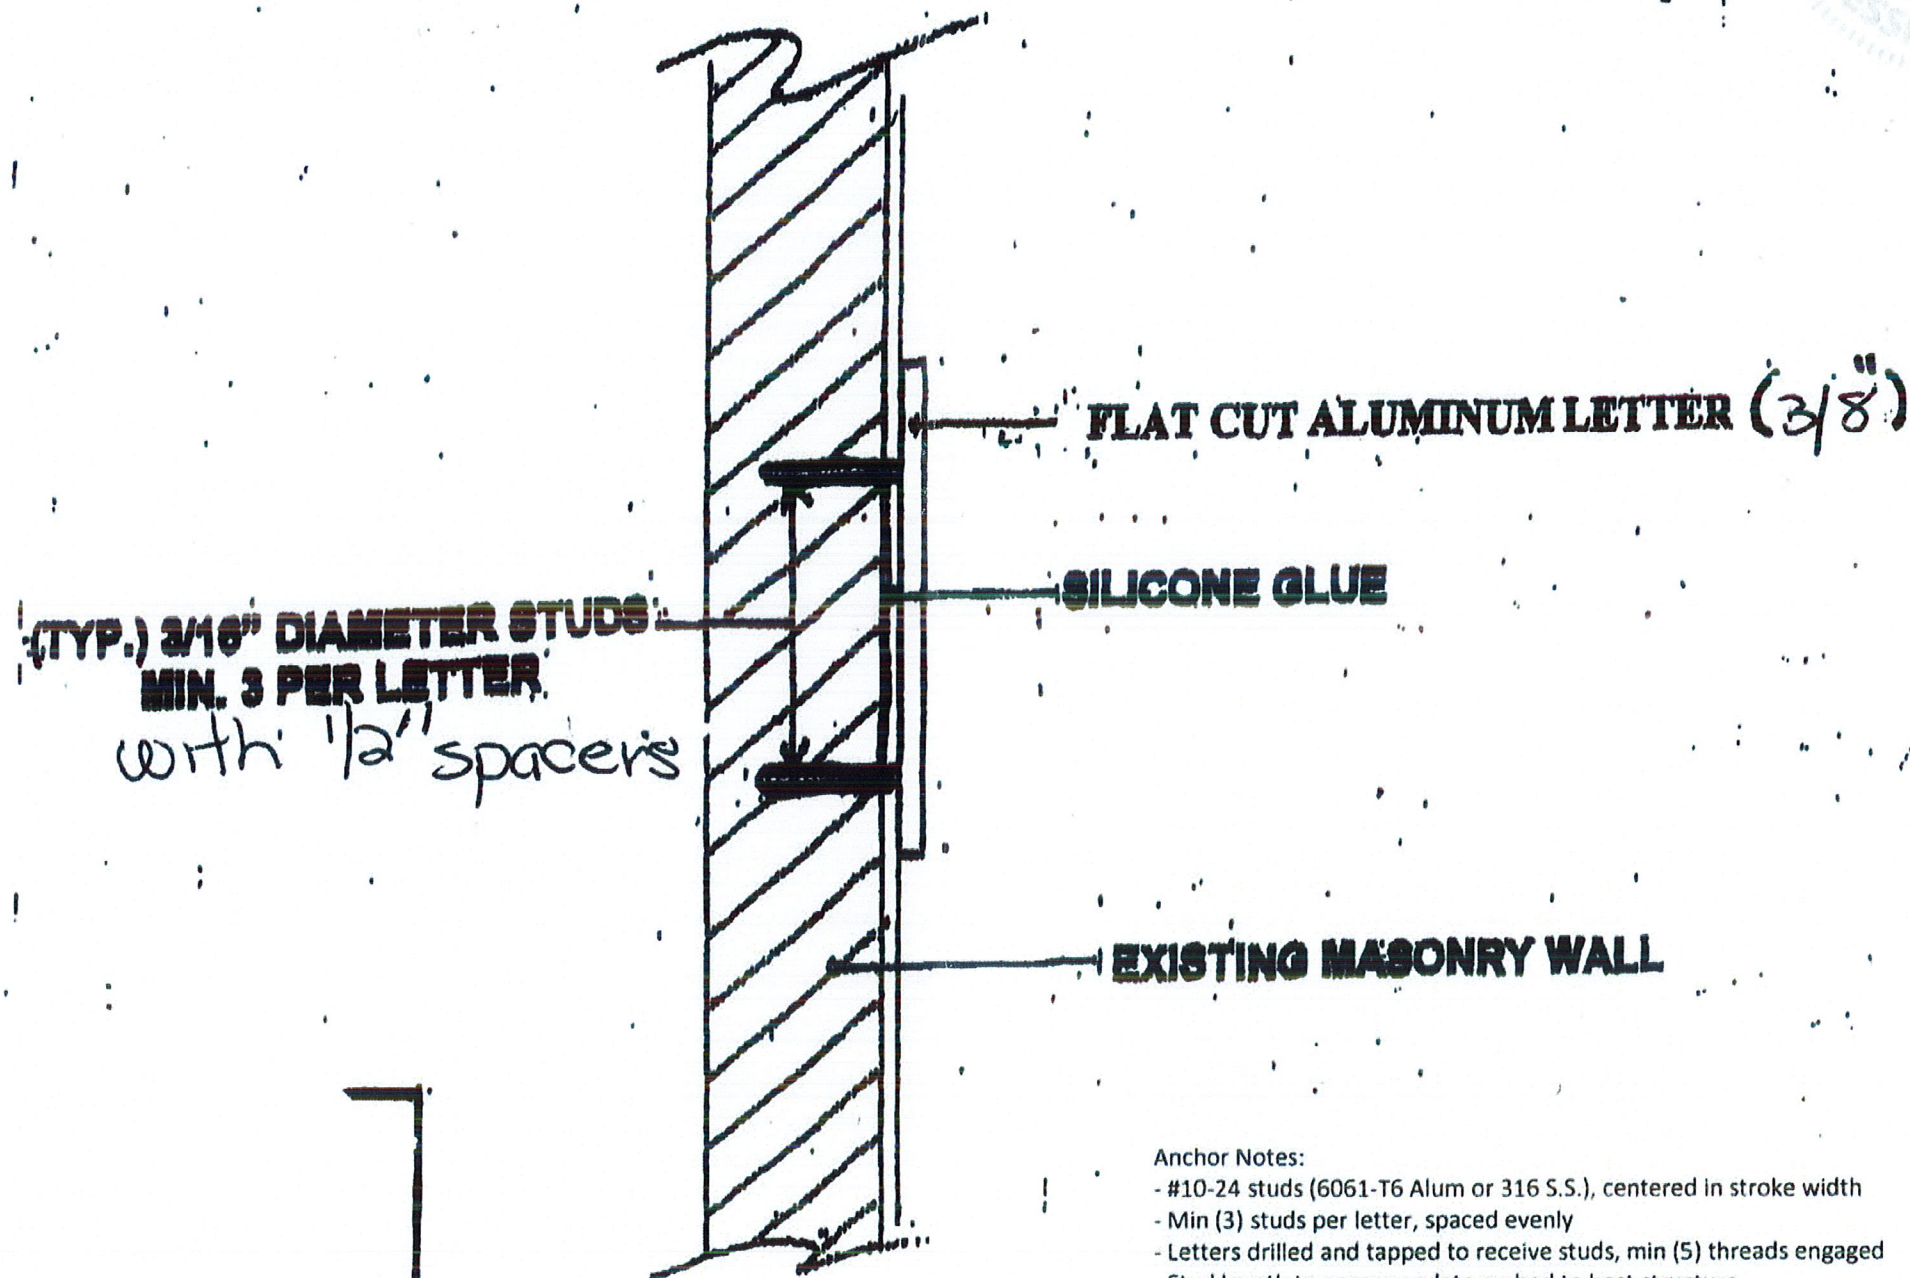 FLAT CUT ALUMINUM LETTER (3/8")
SILICONE GLUE
(TYP.) 3/16" DIAMETER STUDS
MIN. 3 PER LETTER
with 1/2" spacers
EXISTING MASONRY WALL
Anchor Notes:
- #10-24 studs (6061-T6 Alum or 316 S.S.), centered in stroke width
- Min (3) studs per letter, spaced evenly
- Letters drilled and tapped to receive studs, min (5) threads engaged